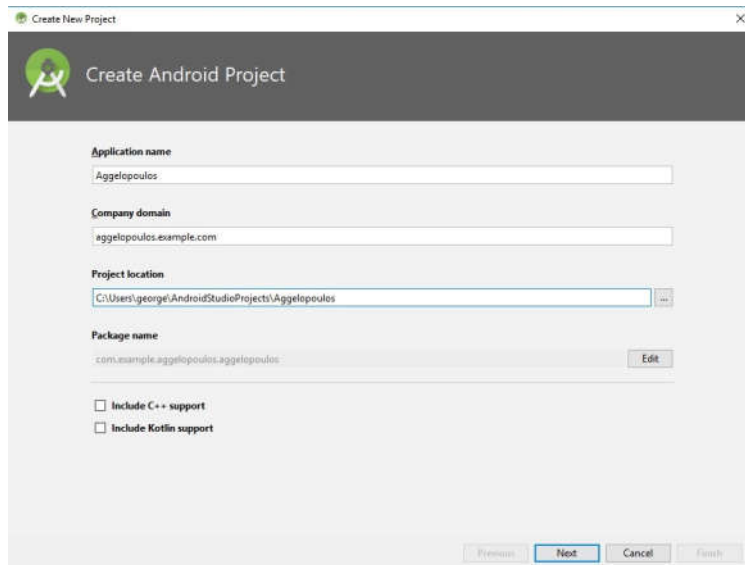 Create New Project
Create Android Project
Application name
Aggelopoulos
Company domain
aggelopoulos.example.com
Project location
C:\Users\george\AndroidStudioProjects\Aggelopoulos
...
Package name
com.example.aggelopoulos.aggelopoulos
Edit
Include C++ support
Include Kotlin support
Previous
Next
Cancel
Finish